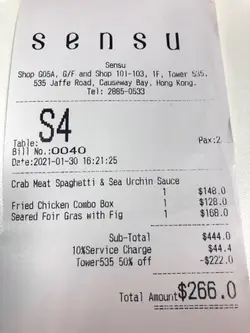 sensu
Sensu
Shop G05A, G/F and Shop 101-103, 1F, Tower 535,
535 Jaffe Road, Causeway Bay, Hong Kong.
Tel: 2865-0533
Table: S4 Pax:2
Bill No.:0040
Date:2021-01-30 16:21:25
Crab Meat Spaghetti & Sea Urchin Sauce
1 $148.0
Fried Chicken Combo Box 1 $128.0
Seared Foir Gras with Fig 1 $168.0
Sub-Total $444.0
10%Service Charge $44.4
Tower535 50% off -$222.0
Total Amount $266.0